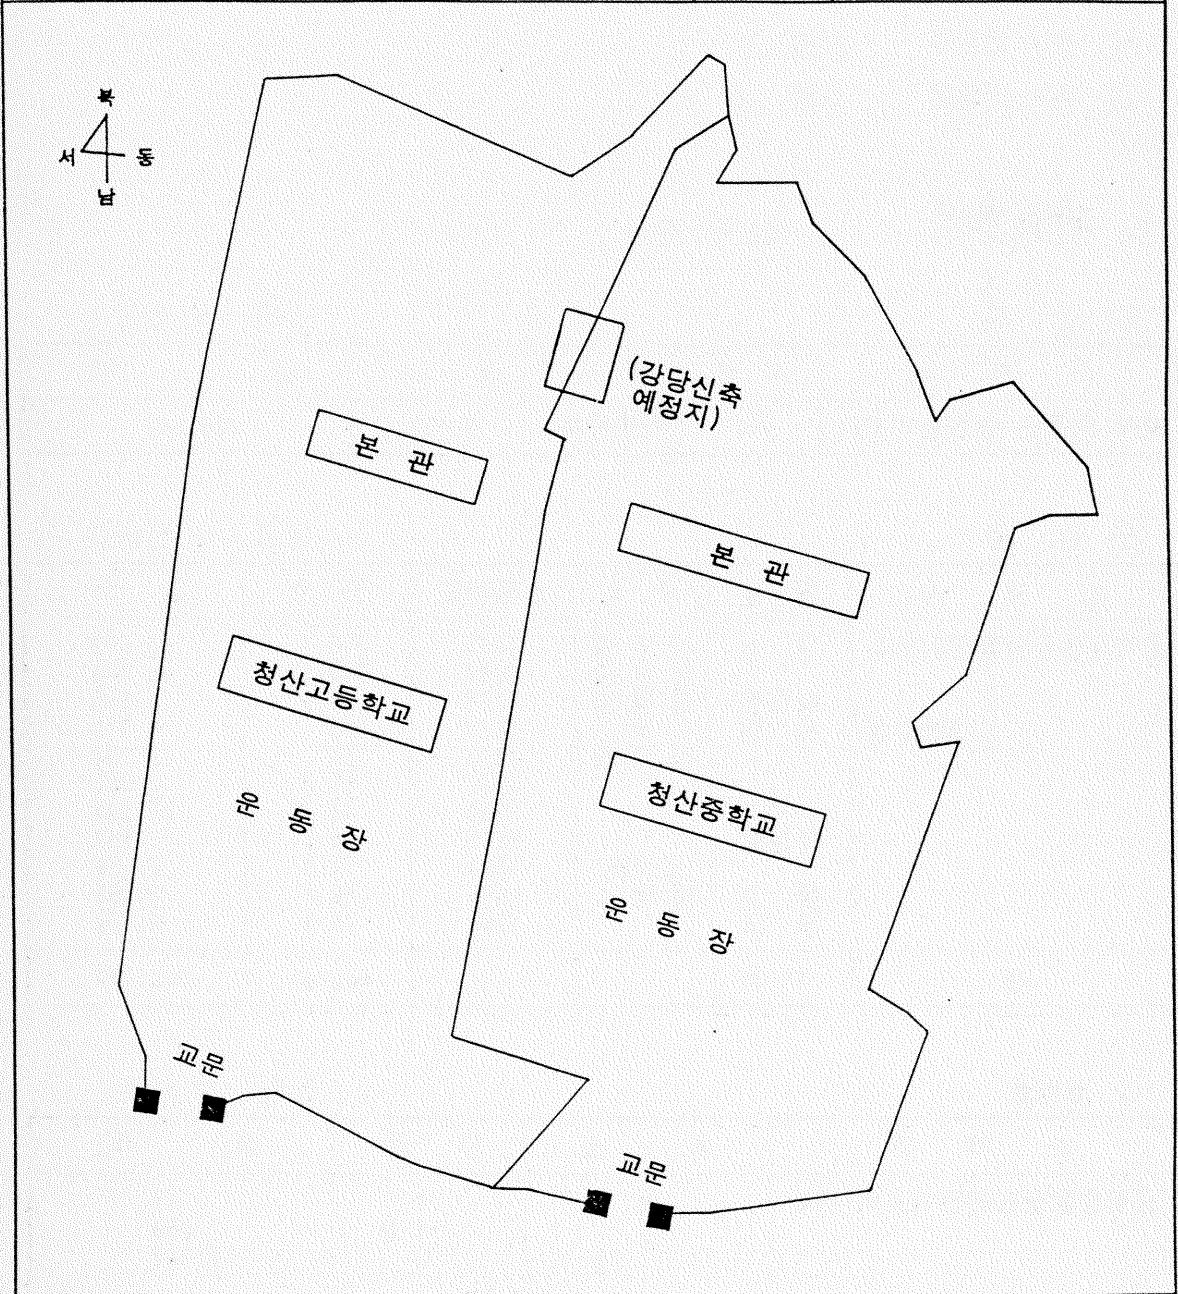 북
서 동
남
(강당신축
예정지)
본 관
본 관
청산고등학교
운 동 장
청산중학교
운 동 장
교문
교문